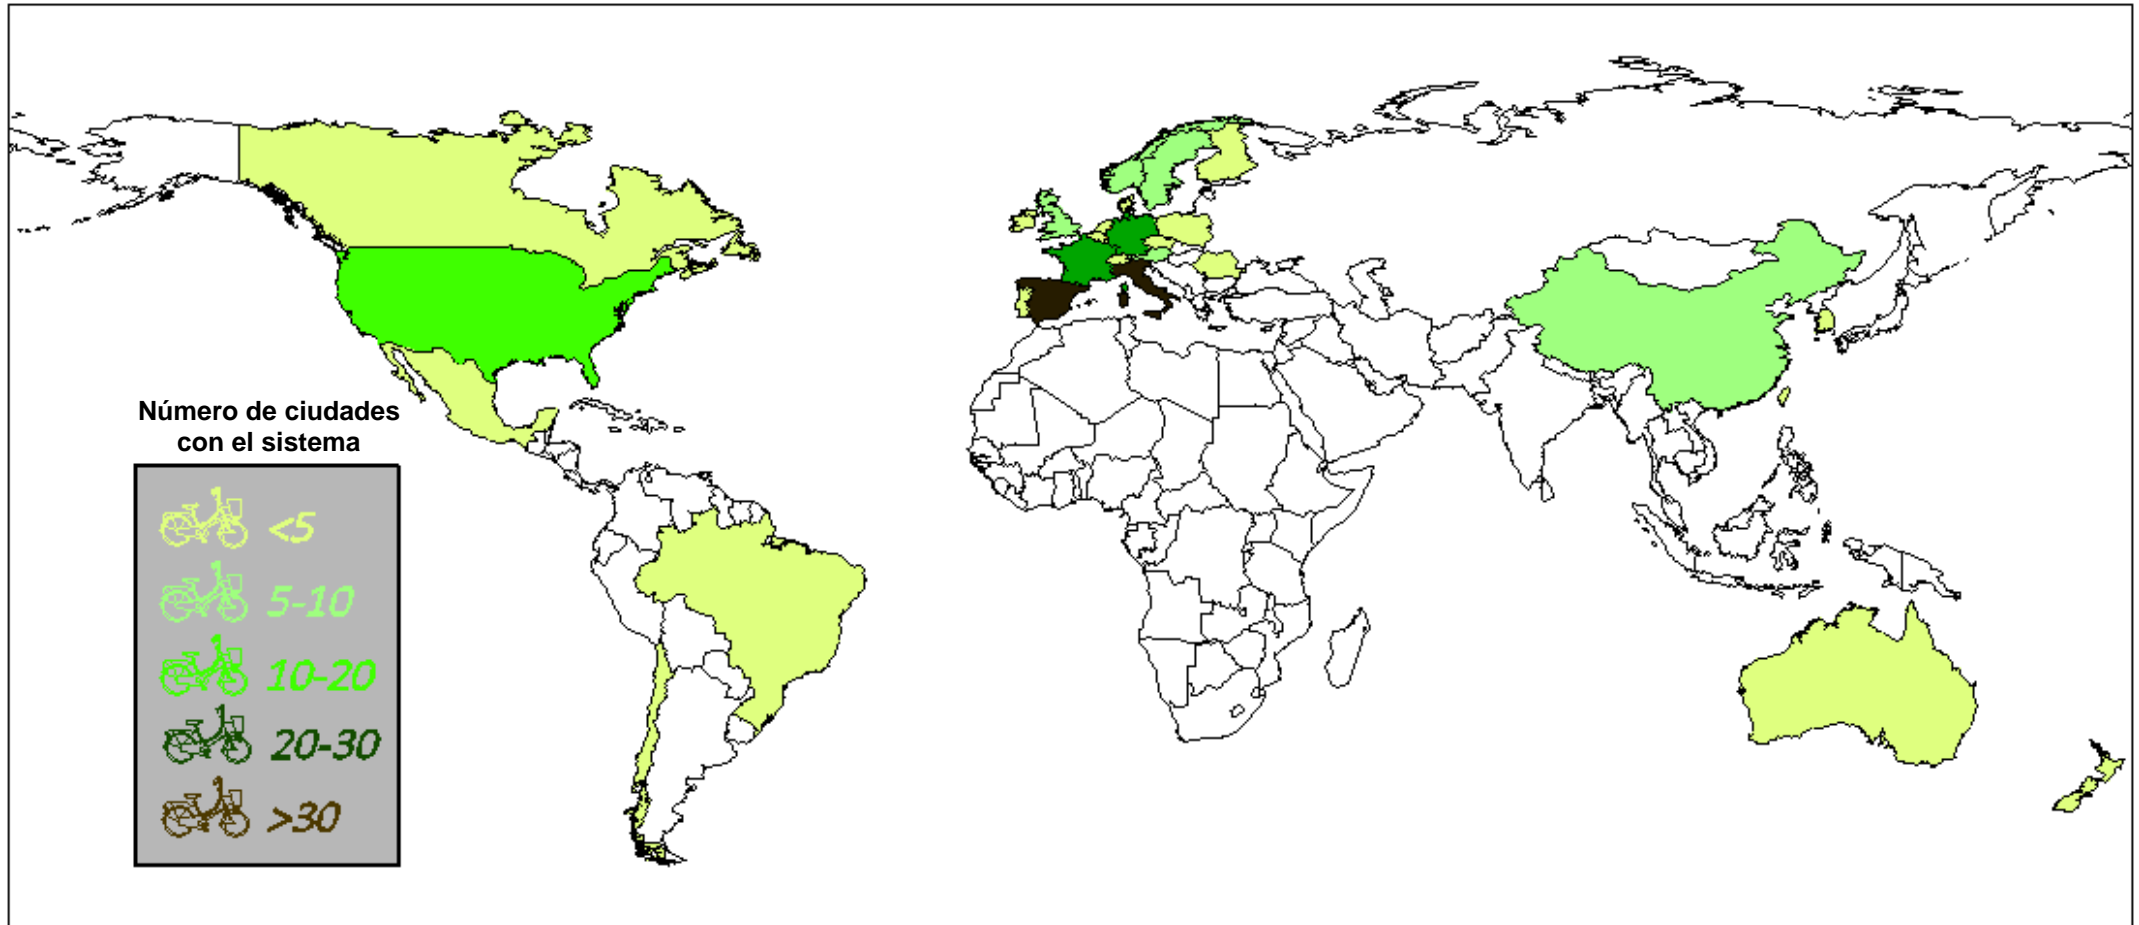 Número de ciudades
con el sistema
<5
5-10
10-20
20-30
>30